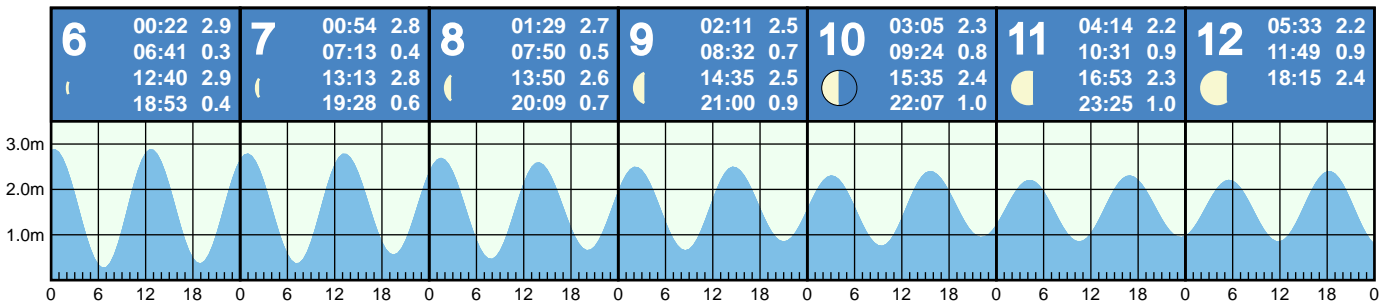 6 00:22 2.9 7 00:54 2.8 8 01:29 2.7 9 02:11 2.5 10 03:05 2.3 11 04:14 2.2 12 05:33 2.2
06:41 0.3 07:13 0.4 07:50 0.5 08:32 0.7 09:24 0.8 10:31 0.9 11:49 0.9
12:40 2.9 13:13 2.8 13:50 2.6 14:35 2.5 15:35 2.4 16:53 2.3 18:15 2.4
18:53 0.4 19:28 0.6 20:09 0.7 21:00 0.9 22:07 1.0 23:25 1.0
3.0m
2.0m
1.0m
0 6 12 18 0 6 12 18 0 6 12 18 0 6 12 18 0 6 12 18 0 6 12 18 0 6 12 18 0